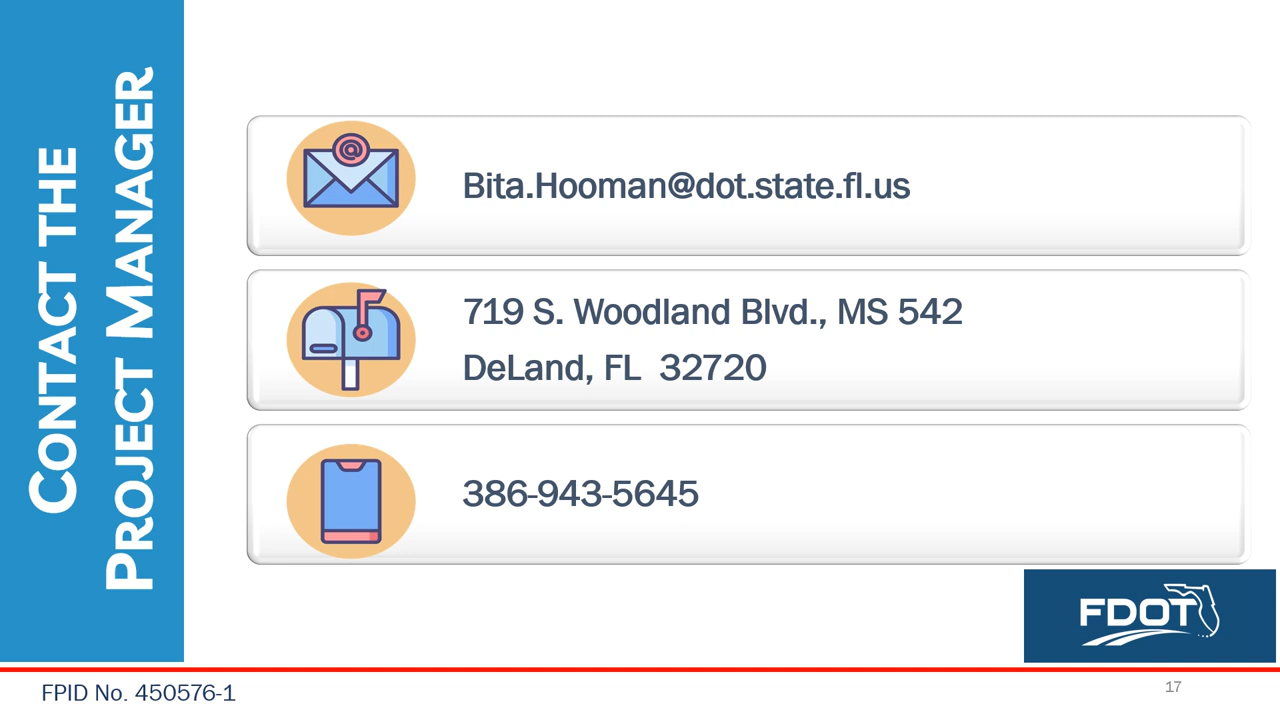 CONTACT THE
PROJECT MANAGER
Bita.Hooman@dot.state.fl.us
719 S. Woodland Blvd., MS 542
DeLand, FL  32720
386-943-5645
FDOT
FPID No. 450576-1
17